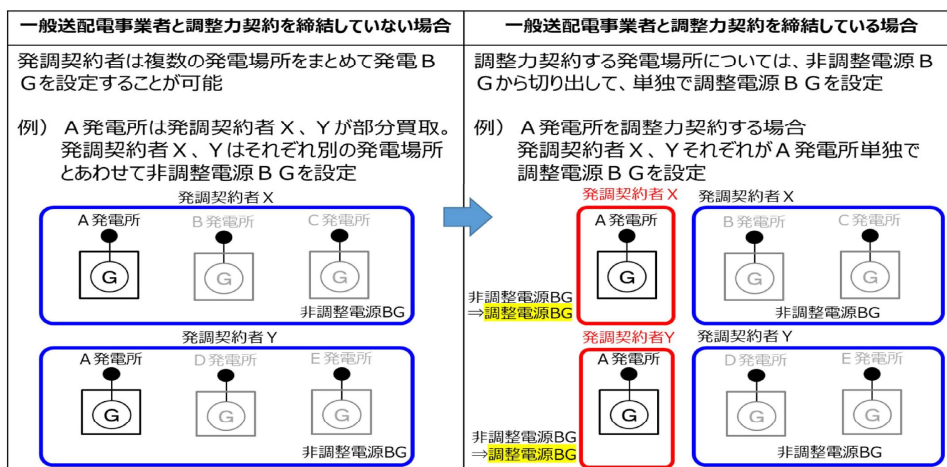 一般送配電事業者と調整力契約を締結していない場合
発調契約者は複数の発電場所をまとめて発電B
Gを設定することが可能
例） A発電所は発調契約者X、Yが部分買取。
発調契約者X、Yはそれぞれ別の発電場所
とあわせて非調整電源BGを設定
発調契約者X
A発電所
B発電所
C発電所
G
G
G
非調整電源BG
発調契約者Y
A発電所
D発電所
E発電所
G
G
G
非調整電源BG
一般送配電事業者と調整力契約を締結している場合
調整力契約する発電場所については、非調整電源B
Gから切り出して、単独で調整電源BGを設定
例） A発電所を調整力契約する場合
発調契約者X、YそれぞれがA発電所単独で
調整電源BGを設定
発調契約者X
発調契約者X
A発電所
B発電所
C発電所
G
G
G
非調整電源BG
⇒調整電源BG
非調整電源BG
発調契約者Y
発調契約者Y
A発電所
D発電所
E発電所
G
G
G
非調整電源BG
⇒調整電源BG
非調整電源BG